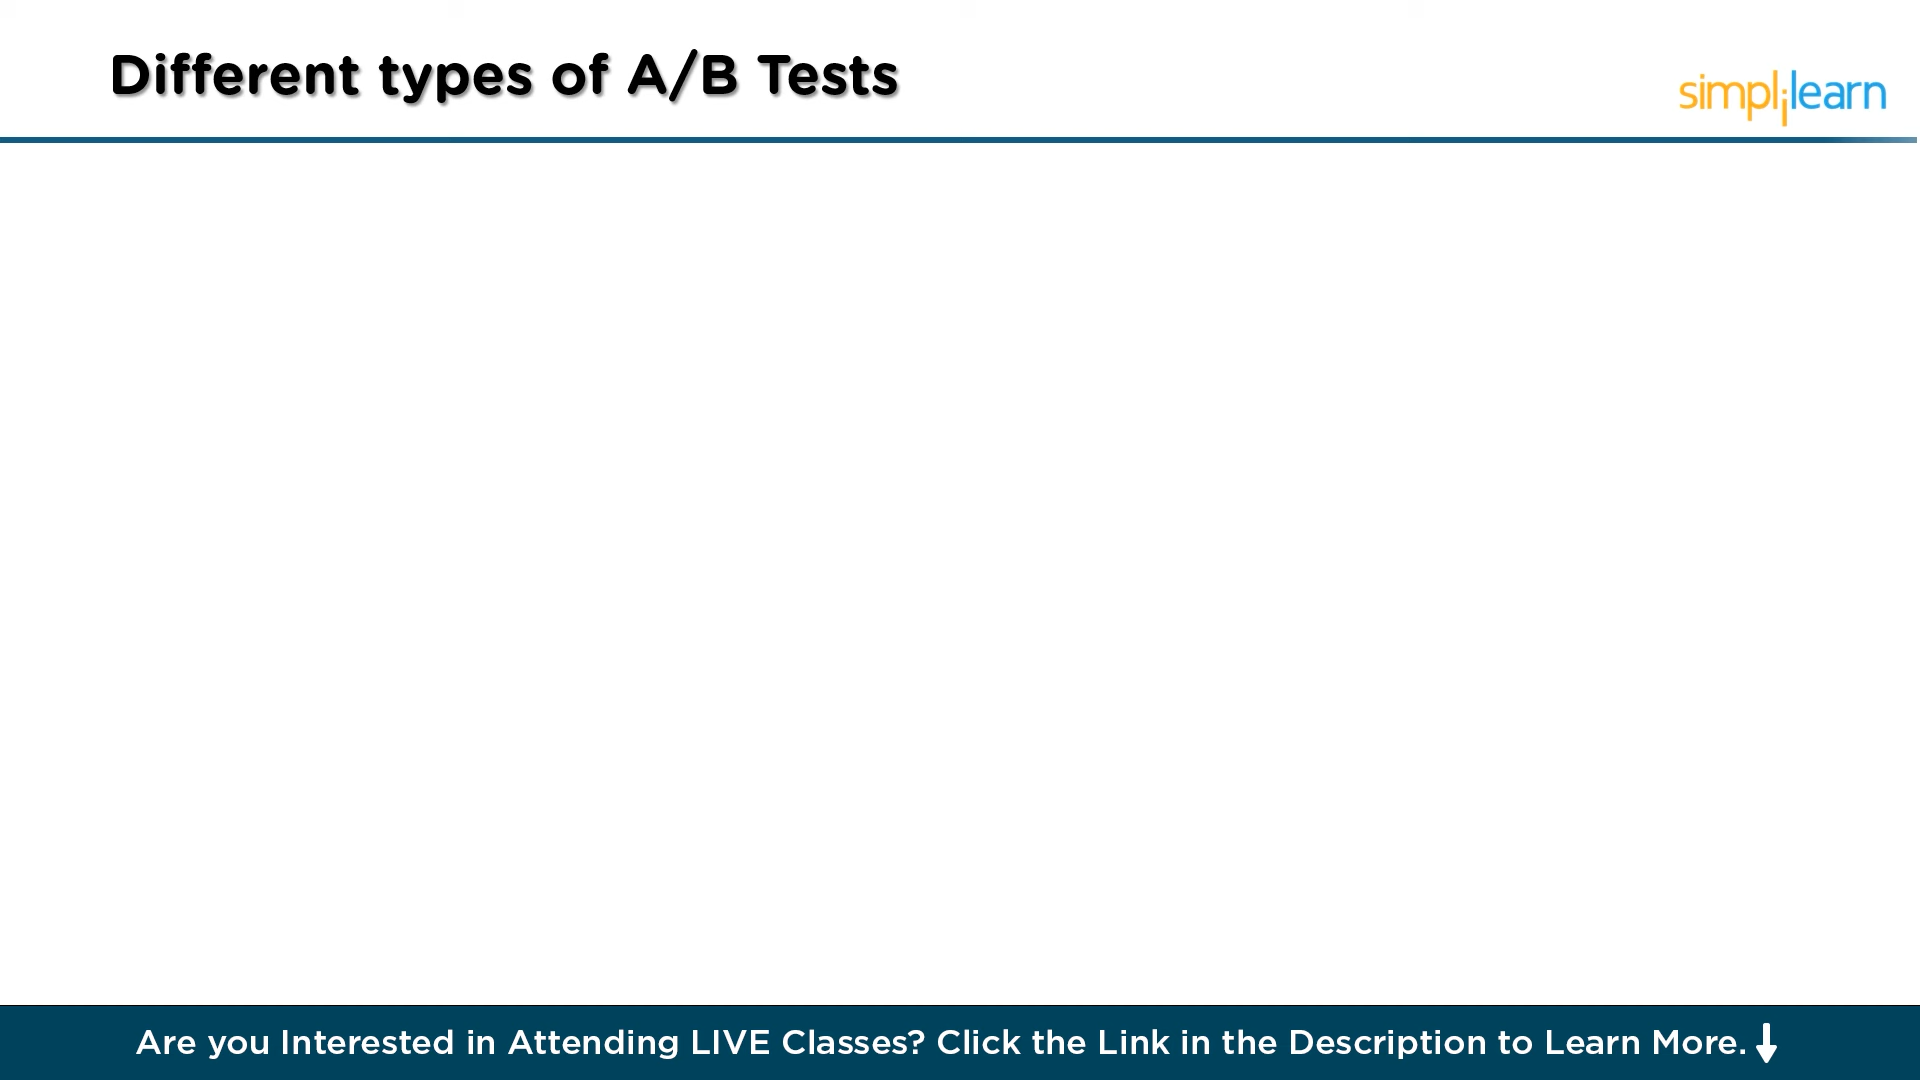 Different types of A/B Tests
simplilearn
Are you Interested in Attending LIVE Classes? Click the Link in the Description to Learn More.